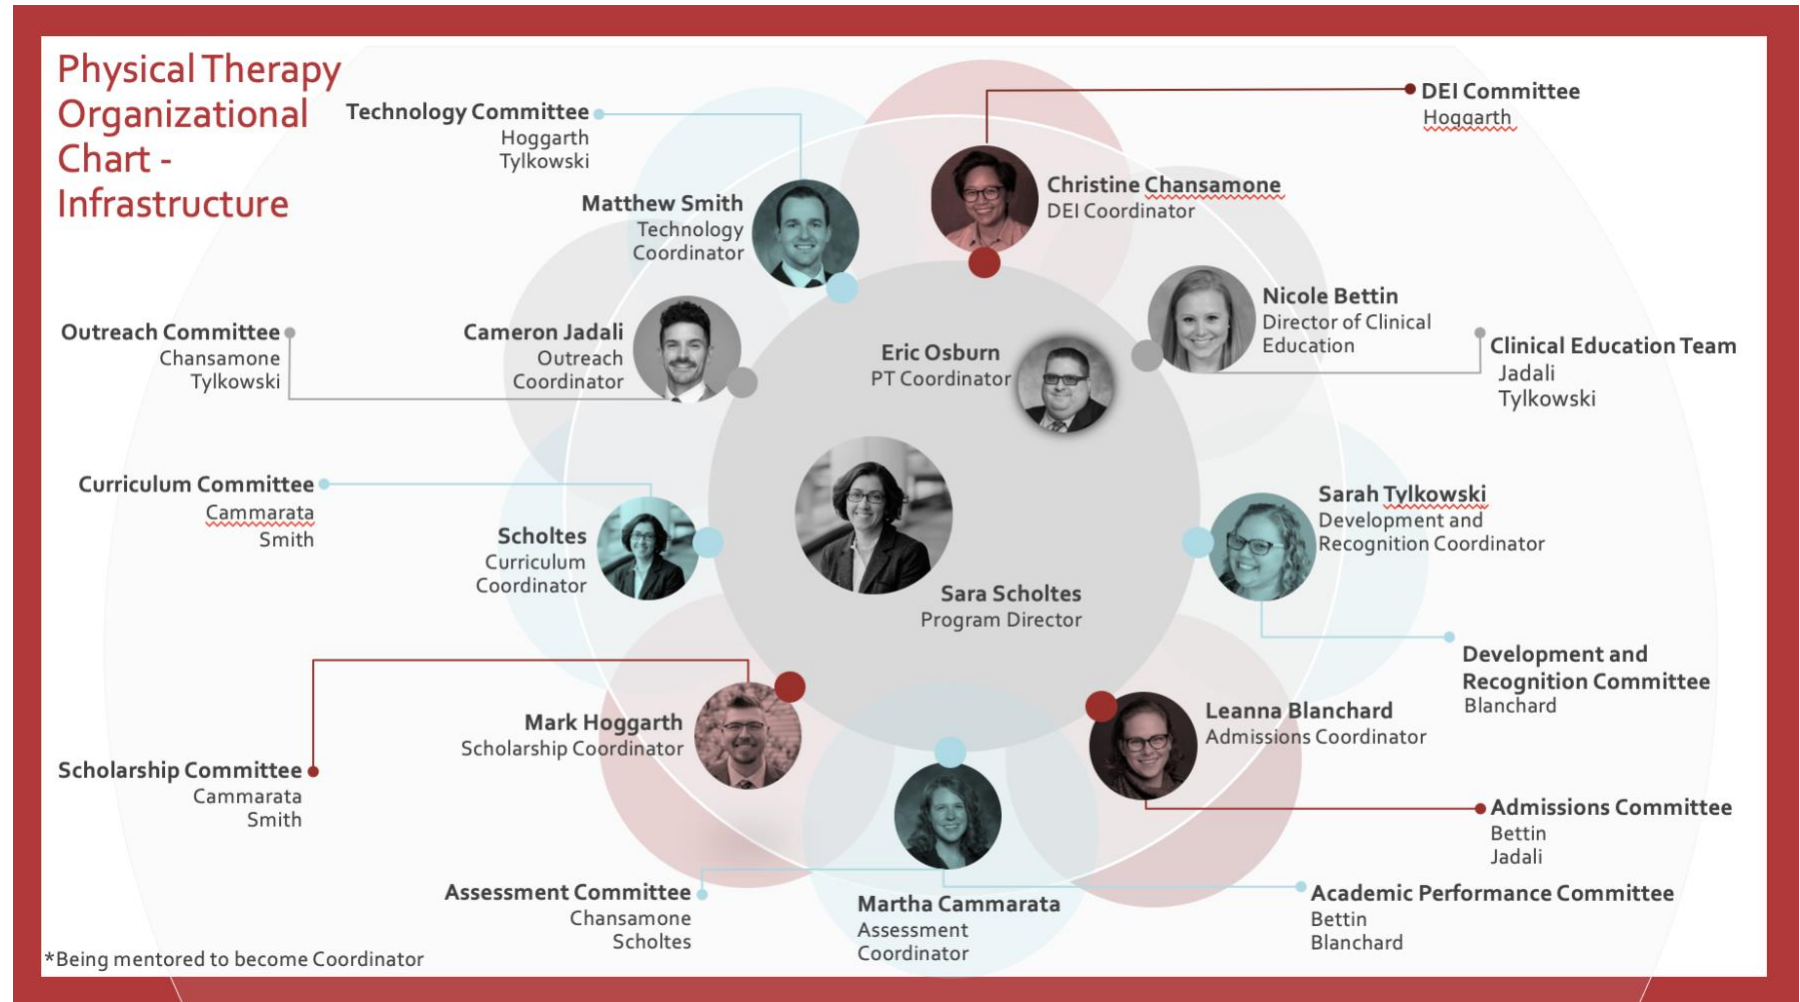 Physical Therapy
Organizational
Chart -
Infrastructure
Technology Committee
Hoggarth
Tylkowski
Matthew Smith
Technology
Coordinator
DEI Committee
Hoggarth
Christine Chansamone
DEI Coordinator
Outreach Committee
Chansamone
Tylkowski
Cameron Jadali
Outreach
Coordinator
Eric Osburn
PT Coordinator
Nicole Bettin
Director of Clinical
Education
Clinical Education Team
Jadali
Tylkowski
Curriculum Committee
Cammarata
Smith
Scholtes
Curriculum
Coordinator
Sara Scholtes
Program Director
Sarah Tylkowski
Development and
Recognition Coordinator
Development and
Recognition Committee
Blanchard
Scholarship Committee
Cammarata
Smith
Mark Hoggarth
Scholarship Coordinator
Leanna Blanchard
Admissions Coordinator
Admissions Committee
Bettin
Jadali
Assessment Committee
Chansamone
Scholtes
Martha Cammarata
Assessment
Coordinator
Academic Performance Committee
Bettin
Blanchard
*Being mentored to become Coordinator